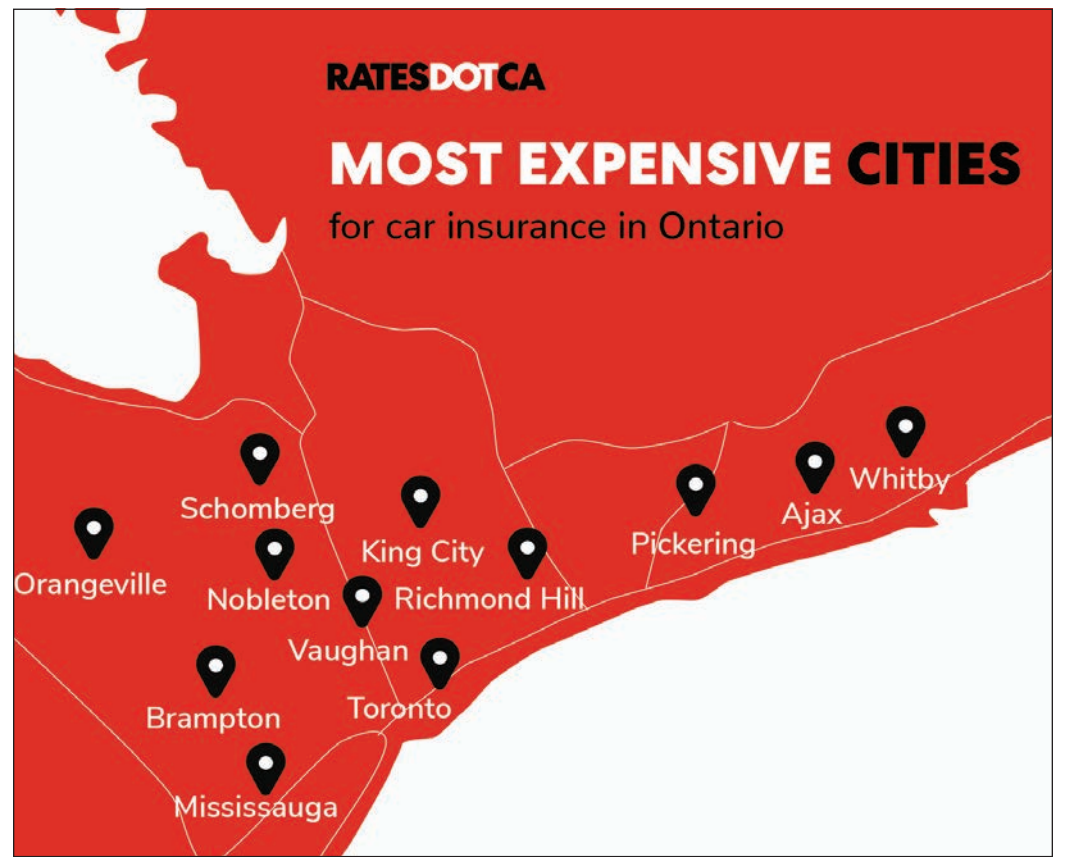 RATESDOTCA
MOST EXPENSIVE CITIES
for car insurance in Ontario
Whitby
Schomberg
Ajax
King City
Pickering
Orangeville
Nobleton
Richmond Hill
Vaughan
Brampton
Toronto
Mississauga